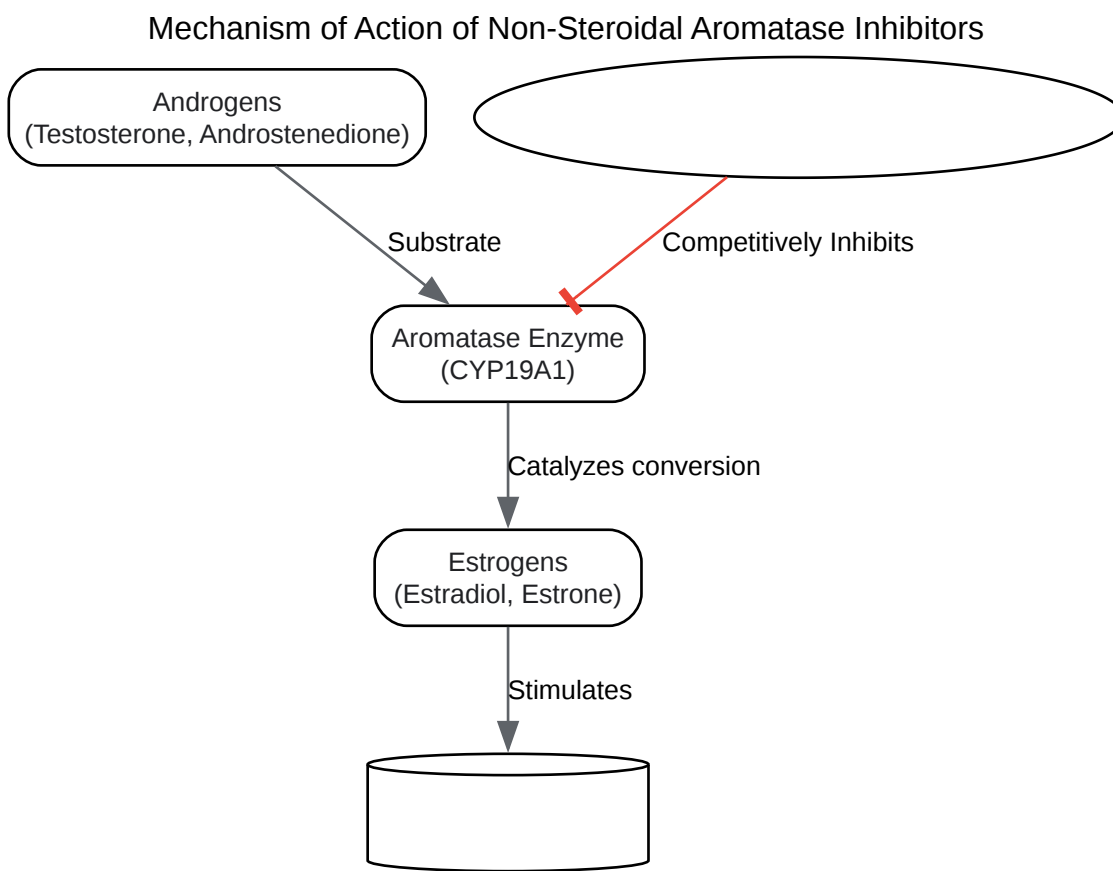 Mechanism of Action of Non-Steroidal Aromatase Inhibitors
Androgens
(Testosterone, Androstenedione)
Substrate
Competitively Inhibits
Aromatase Enzyme
(CYP19A1)
Catalyzes conversion
Estrogens
(Estradiol, Estrone)
Stimulates